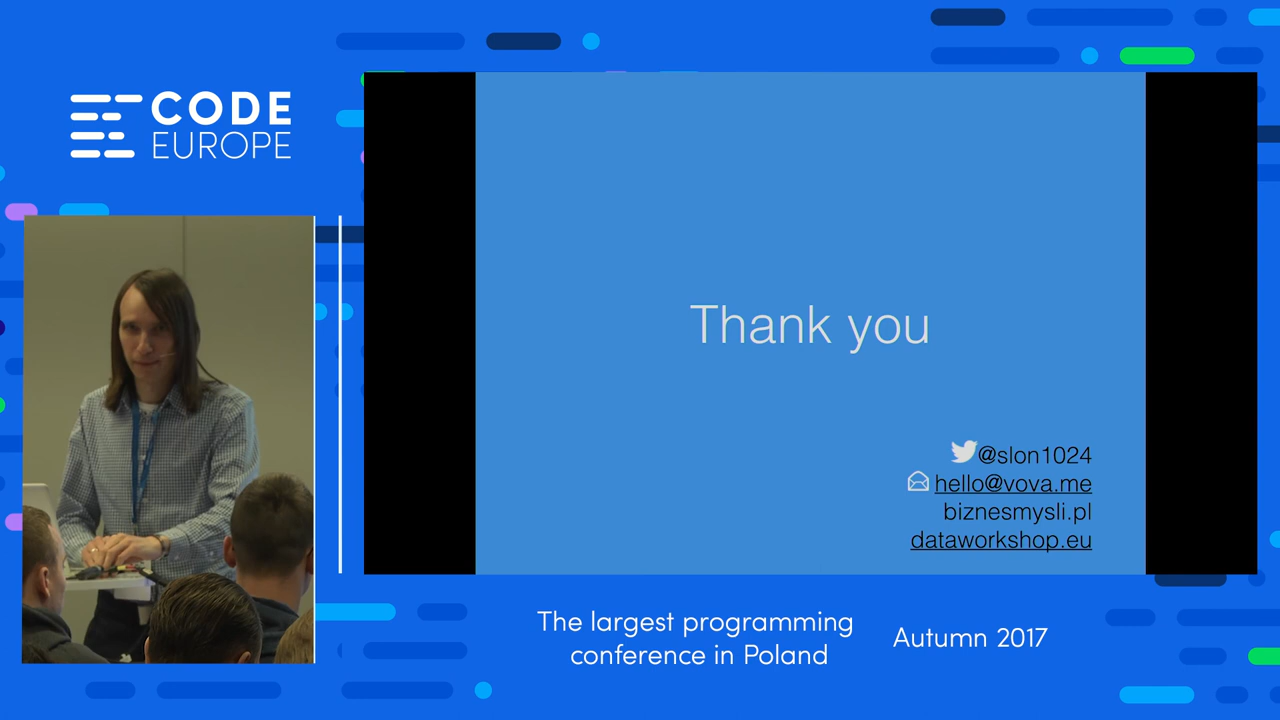 CODE
EUROPE
Thank you
@slon1024
hello@vova.me
biznesmysli.pl
dataworkshop.eu
The largest programming
conference in Poland
Autumn 2017